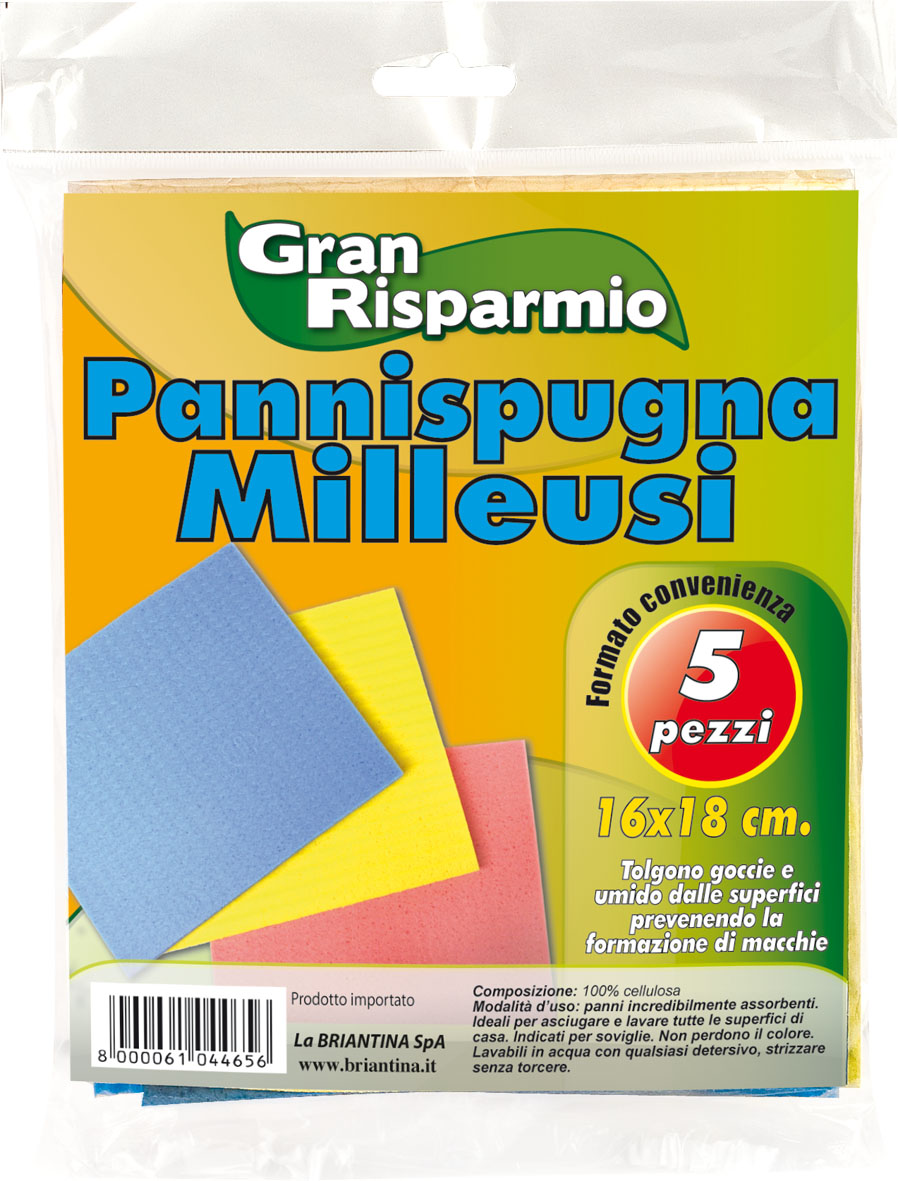 Gran
Risparmio
Pannispugna
Milleusi
Formato convenienza
5
pezzi
16x18 cm.
Tolgono goccie e
umido dalle superfici
prevenendo la
formazione di macchie
8 000061 044656
Prodotto importato
La BRIANTINA SpA
www.briantina.it
Composizione: 100% cellulosa
Modalità d'uso: panni incredibilmente assorbenti.
Ideali per asciugare e lavare tutte le superfici di
casa. Indicati per soviglie. Non perdono il colore.
Lavabili in acqua con qualsiasi detersivo, strizzare
senza torcere.